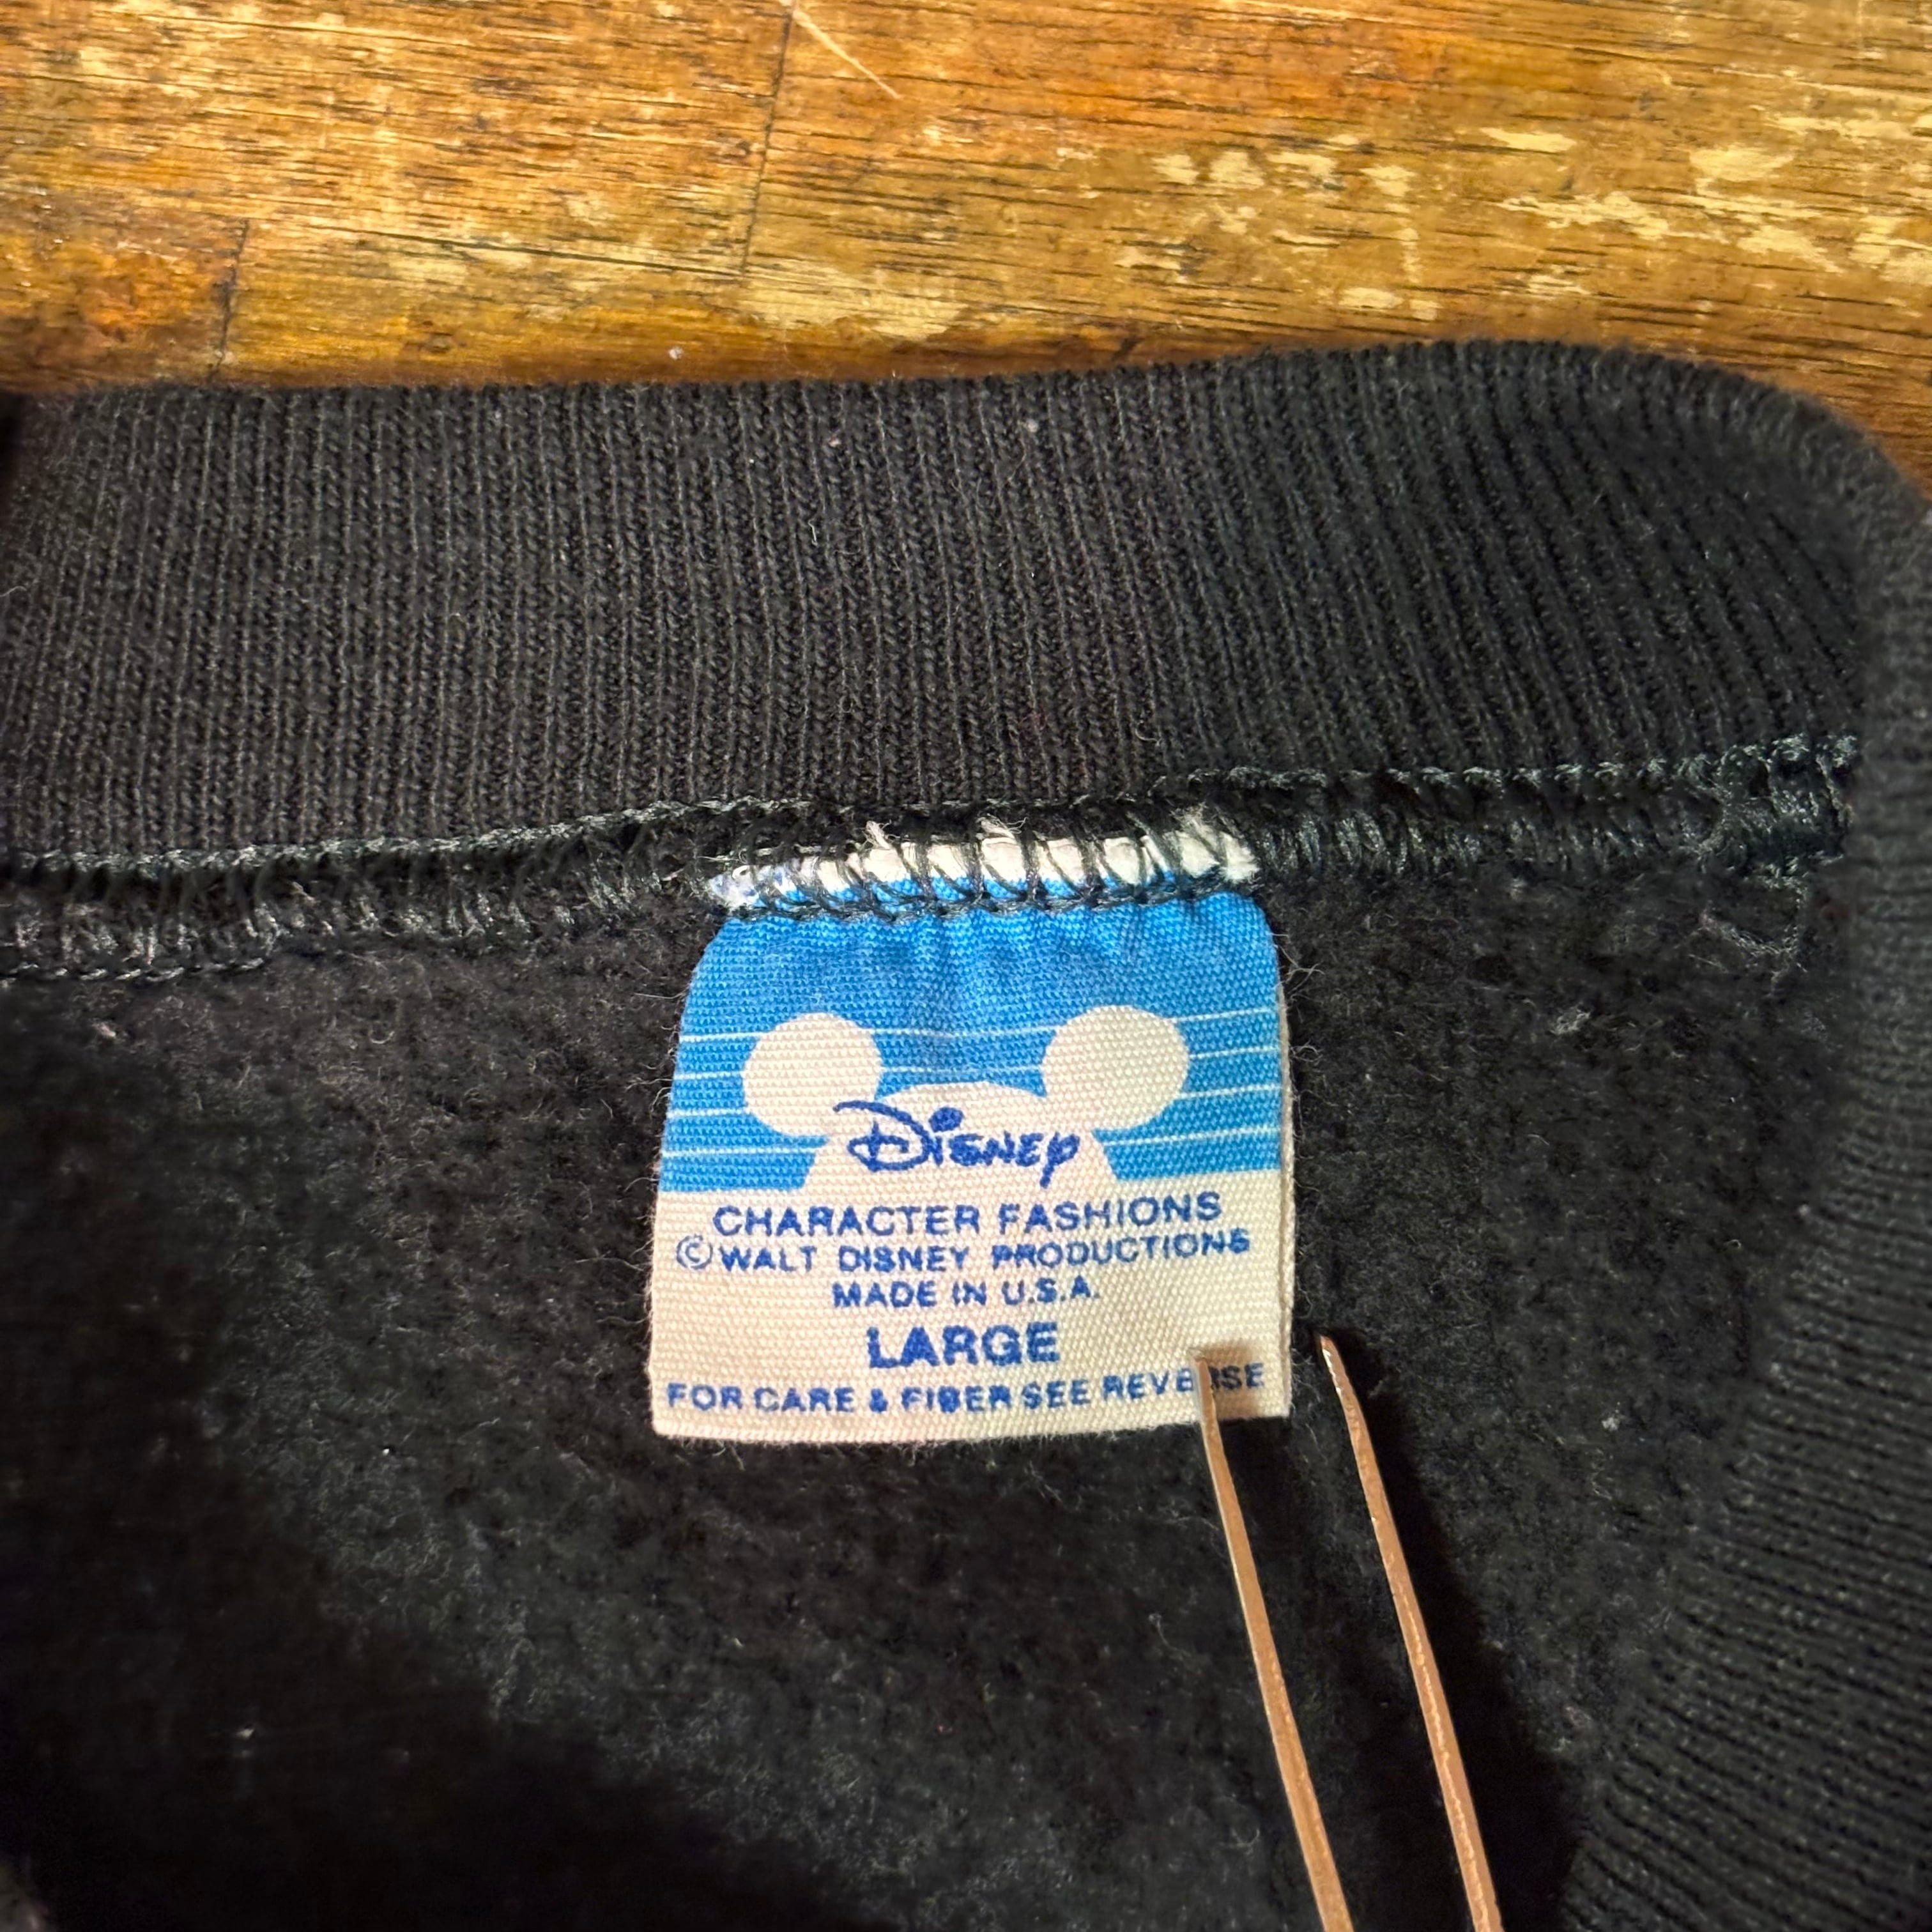 Disney
CHARACTER FASHIONS
© WALT DISNEY PRODUCTIONS
MADE IN U.S.A.
LARGE
FOR CARE & FIBER SEE REVERSE